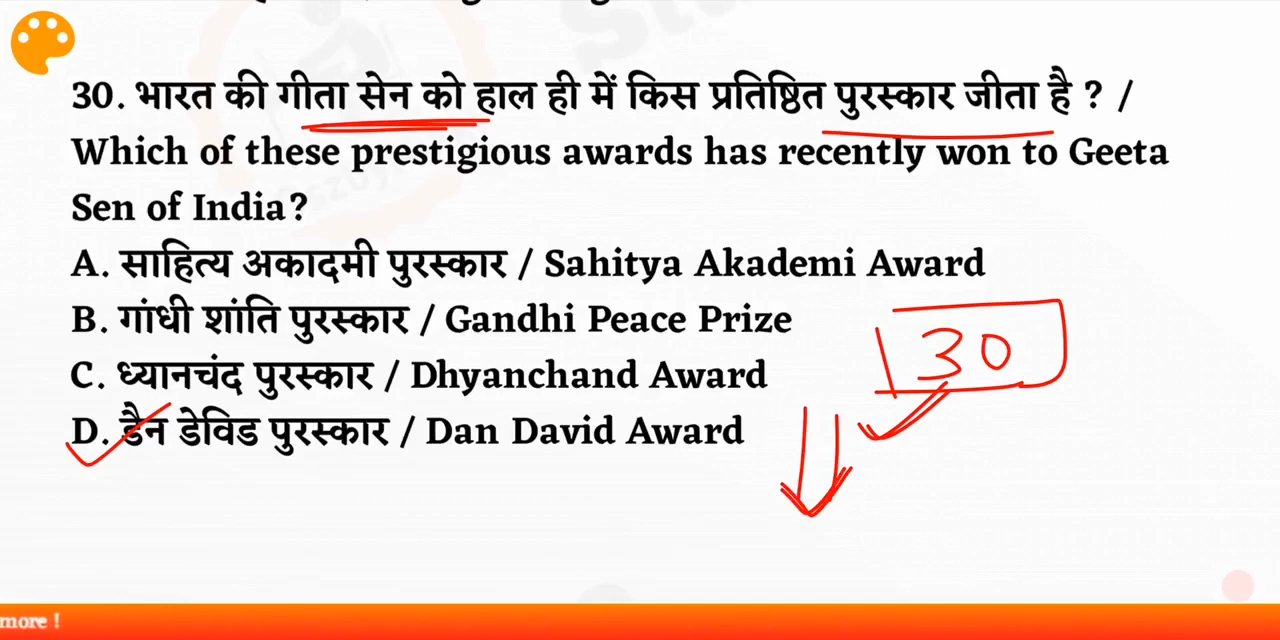 30. भारत की गीता सेन को हाल ही में किस प्रतिष्ठित पुरस्कार जीता है ? /
Which of these prestigious awards has recently won to Geeta
Sen of India?
A. साहित्य अकादमी पुरस्कार / Sahitya Akademi Award
B. गांधी शांति पुरस्कार / Gandhi Peace Prize
C. ध्यानचंद पुरस्कार / Dhyanchand Award
30
D. डैन डेविड पुरस्कार / Dan David Award
more !